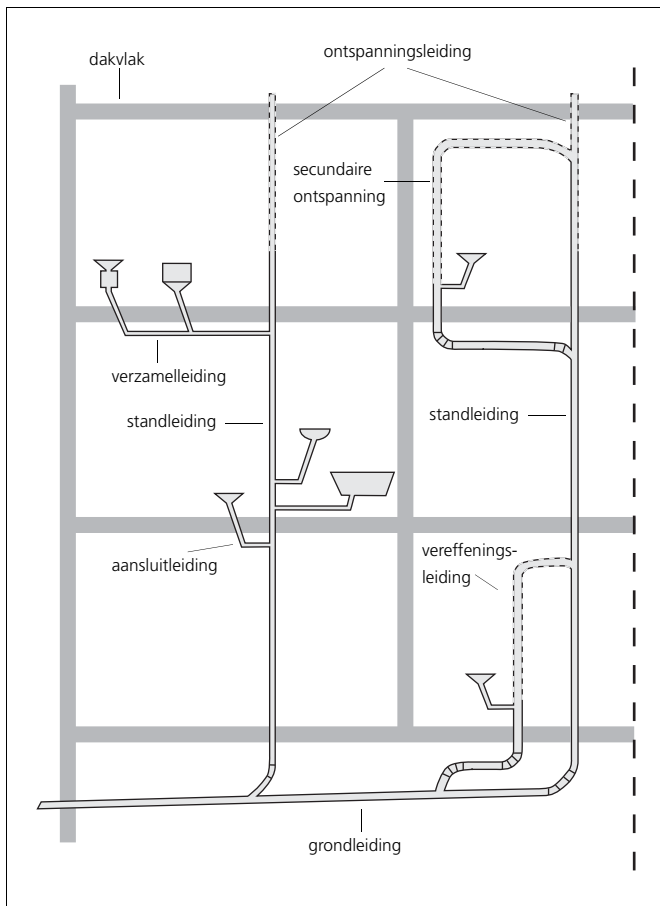 ontspanningsleiding
dakvlak
secundaire
ontspanning
verzamelleiding
standleiding
standleiding
vereffenings-
leiding
aansluitleiding
grondleiding